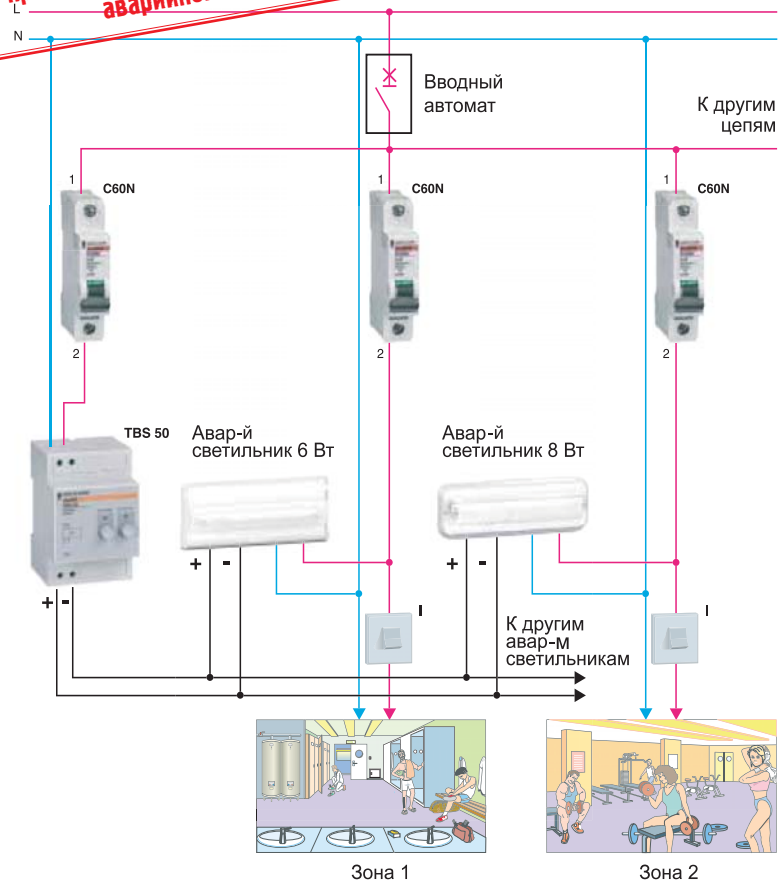 аварийно
L
N
Вводный
автомат
К другим
цепям
1
C60N
1
C60N
1
C60N
2
2
2
TBS 50
Авар-й
светильник 6 Вт
Авар-й
светильник 8 Вт
+ -
+ -
+ -
I
I
К другим
авар-м
светильникам
Зона 1
Зона 2